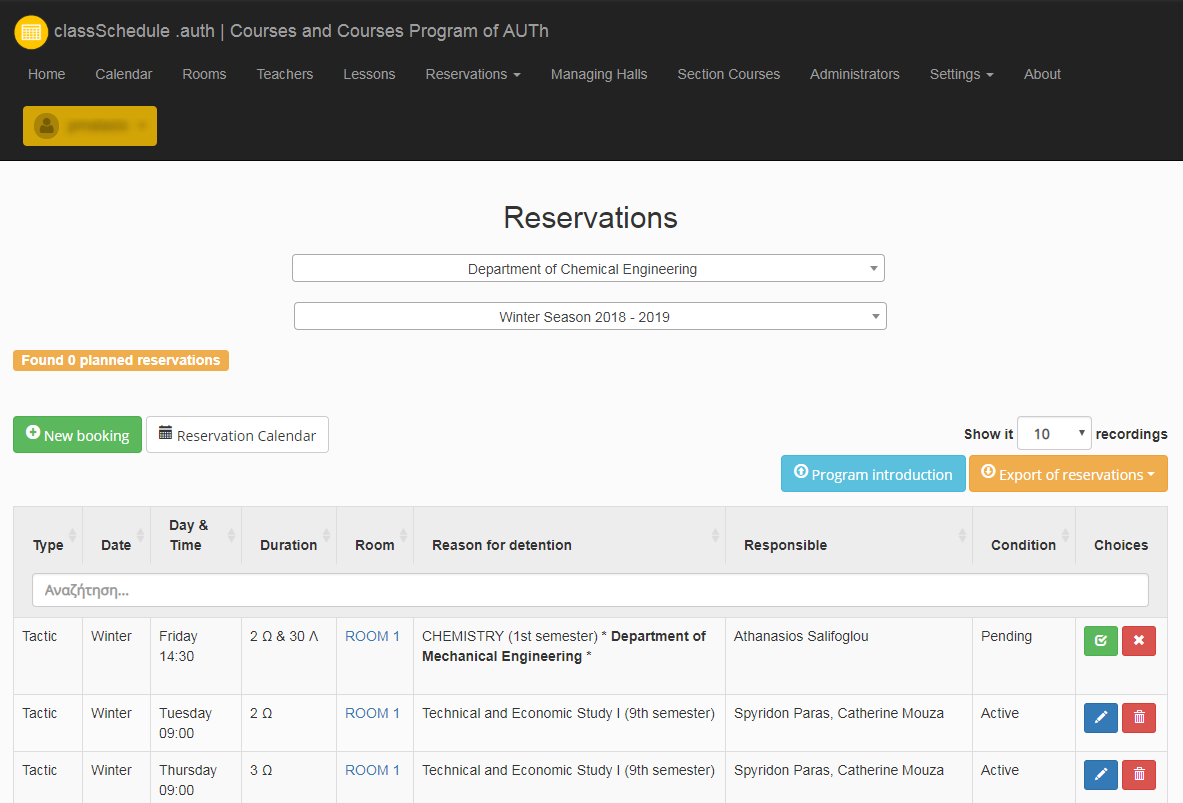 classSchedule .auth | Courses and Courses Program of AUTh
Home Calendar Rooms Teachers Lessons Reservations Managing Halls Section Courses Administrators Settings About
Reservations
Department of Chemical Engineering
Winter Season 2018 - 2019
Found 0 planned reservations
New booking Reservation Calendar
Show it 10 recordings
Program introduction Export of reservations
Type Date Day & Time Duration Room Reason for detention Responsible Condition Choices
Αναζήτηση...
Tactic Winter Friday 2 Ω & 30 Λ ROOM 1 CHEMISTRY (1st semester) * Department of Athanasios Salifoglou Pending
14:30 Mechanical Engineering *
Tactic Winter Tuesday 2 Ω ROOM 1 Technical and Economic Study I (9th semester) Spyridon Paras, Catherine Mouza Active
09:00
Tactic Winter Thursday 3 Ω ROOM 1 Technical and Economic Study I (9th semester) Spyridon Paras, Catherine Mouza Active
09:00